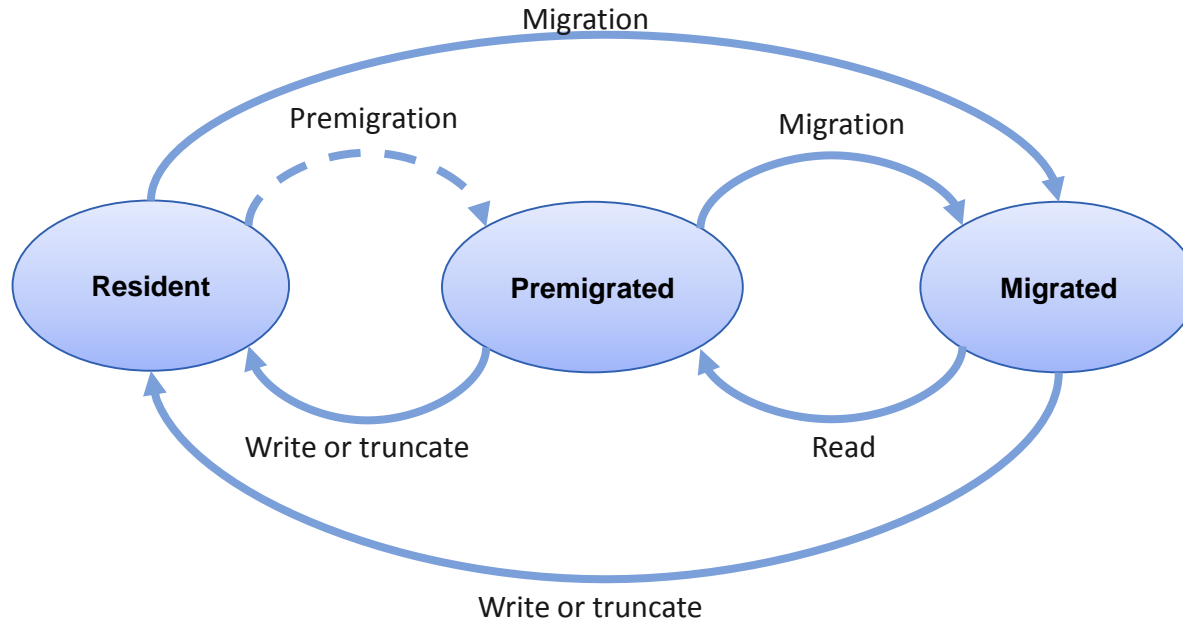 Migration
Premigration
Migration
Resident
Premigrated
Migrated
Write or truncate
Read
Write or truncate